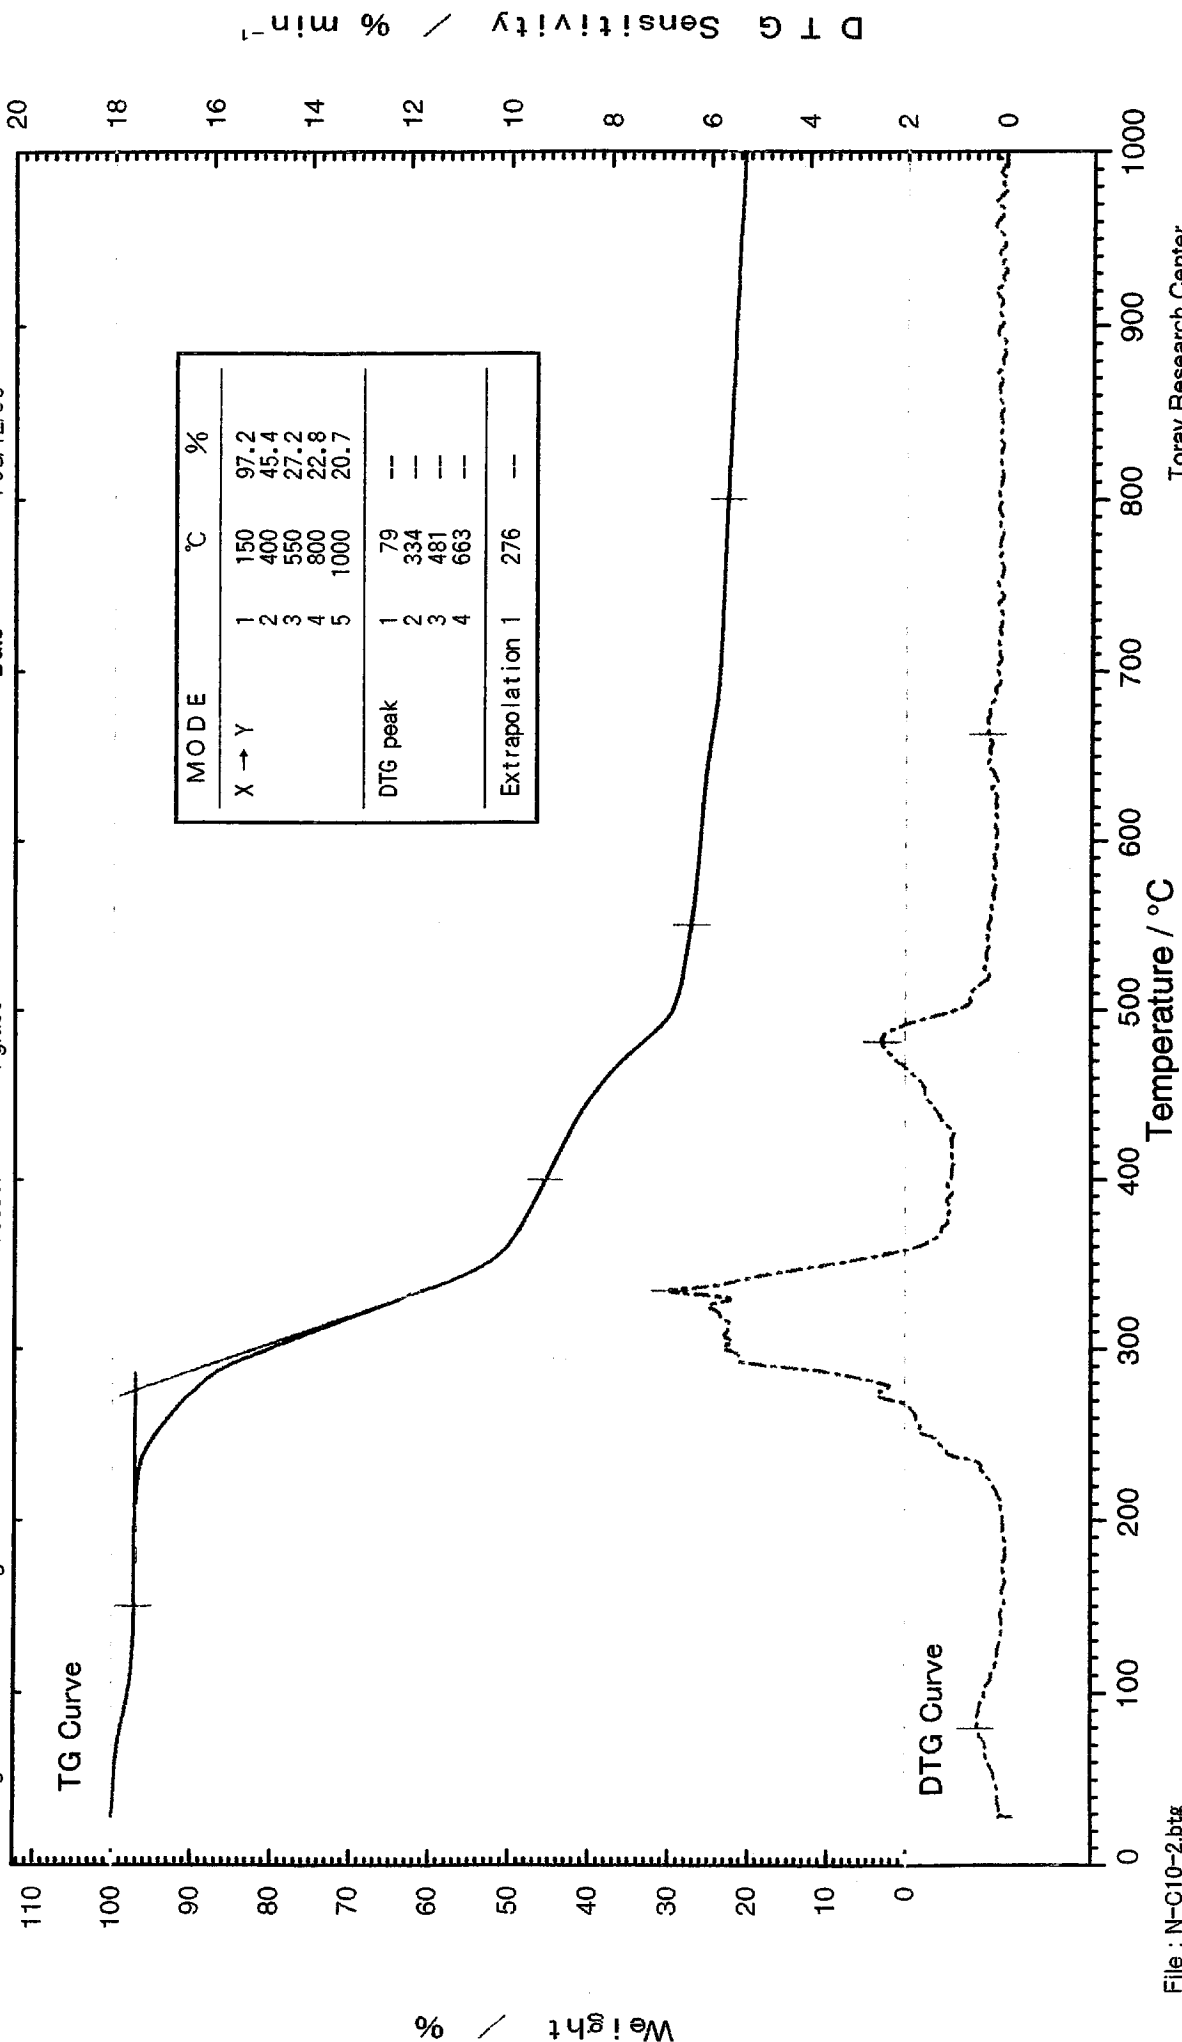 TG Curve
DTG Curve
MODE ℃ %
X → Y 1 150 97.2
2 400 45.4
3 550 27.2
4 800 22.8
5 1000 20.7
DTG peak 1 79 --
2 334 --
3 481 --
4 663 --
Extrapolation 1 276 --
Weight / %
110
100
90
80
70
60
50
40
30
20
10
0
DTG Sensitivity / % min⁻¹
20
18
16
14
12
10
8
6
4
2
0
0 100 200 300 400 500 600 700 800 900 1000
Temperature / °C
File : N-C10-2.btg
Toray Research Center